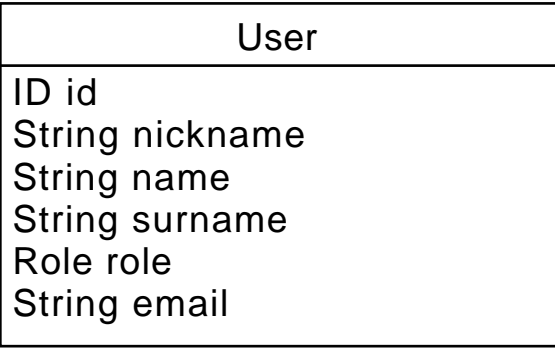 User
ID id
String nickname
String name
String surname
Role role
String email